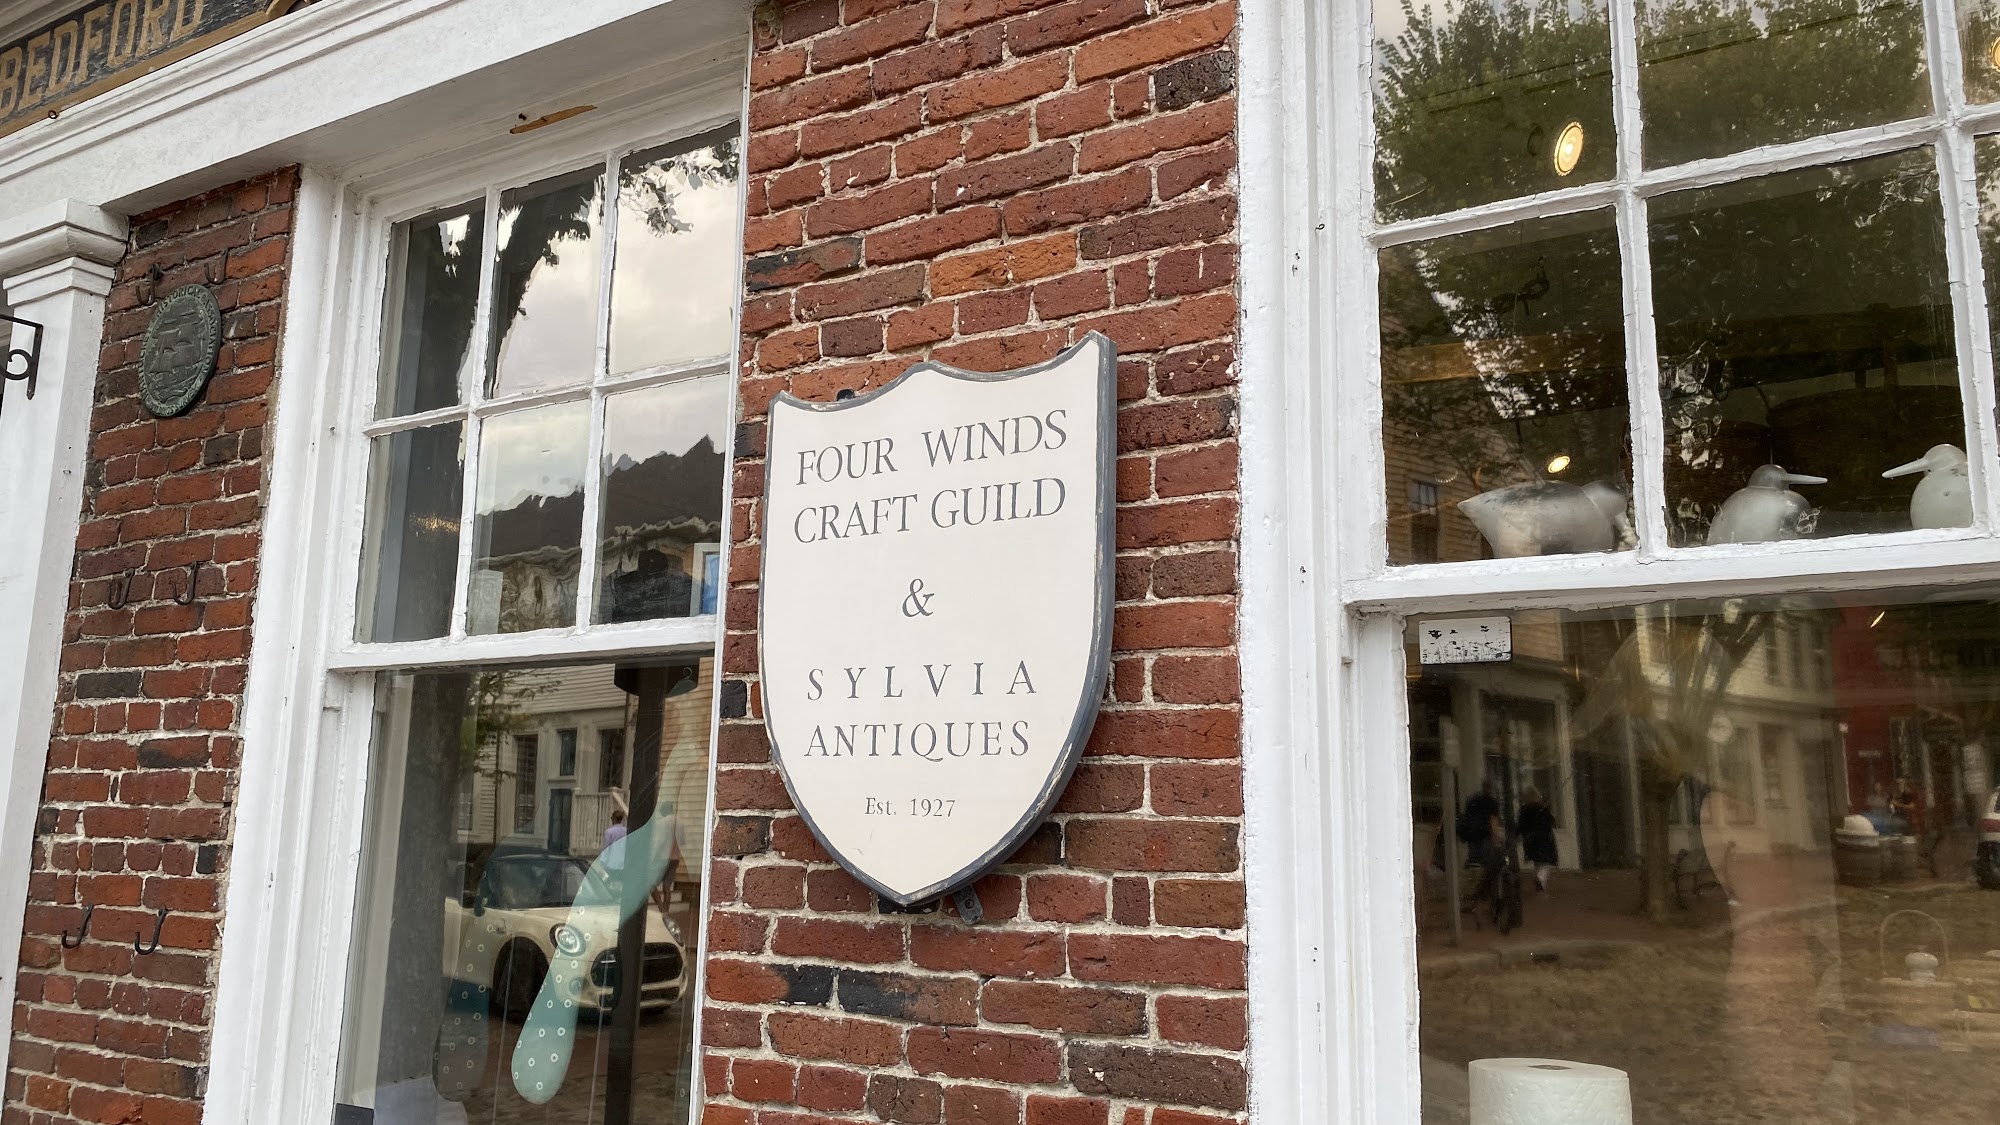 BEDFORD
FOUR WINDS
CRAFT GUILD
&
SYLVIA
ANTIQUES
Est. 1927